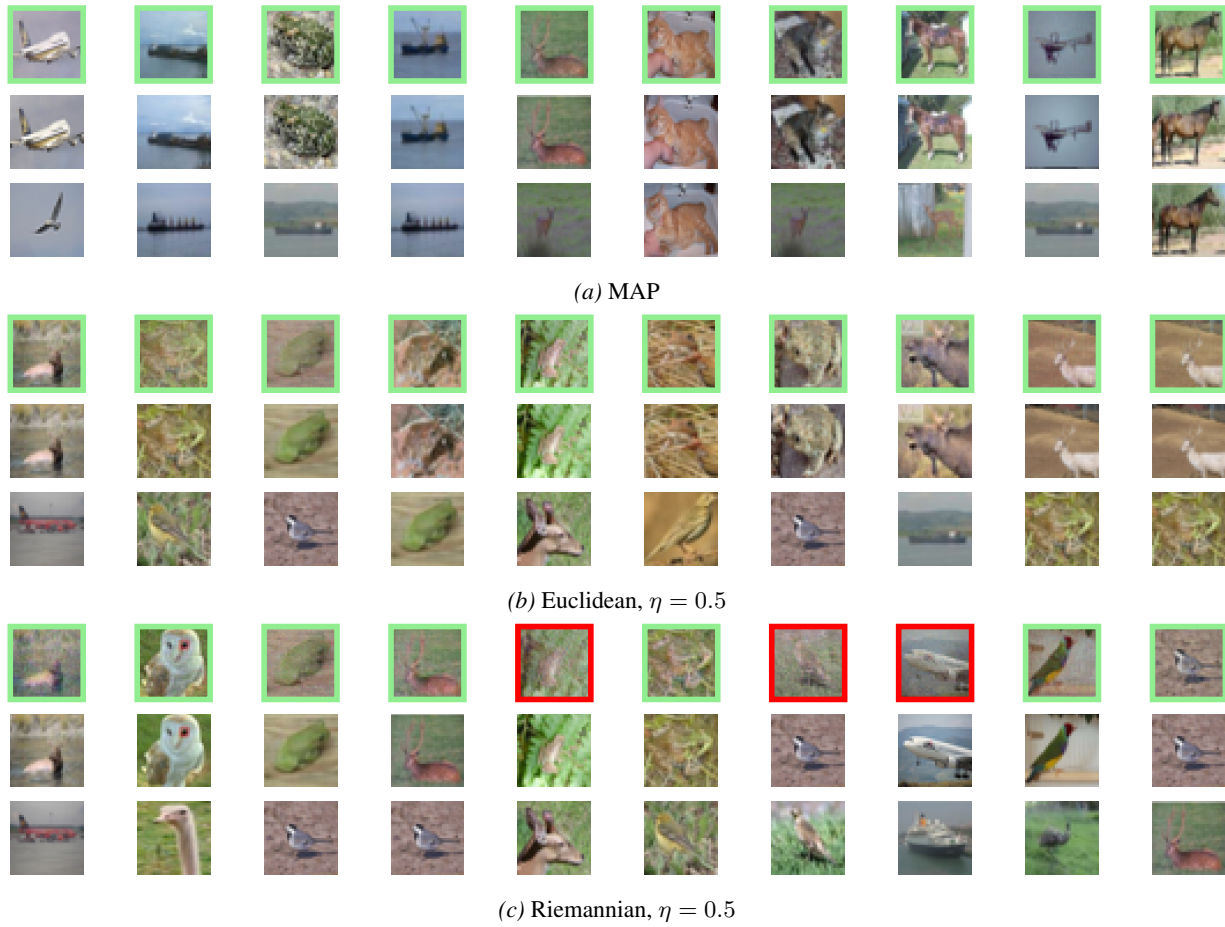 (a) MAP
(b) Euclidean, η = 0.5
(c) Riemannian, η = 0.5